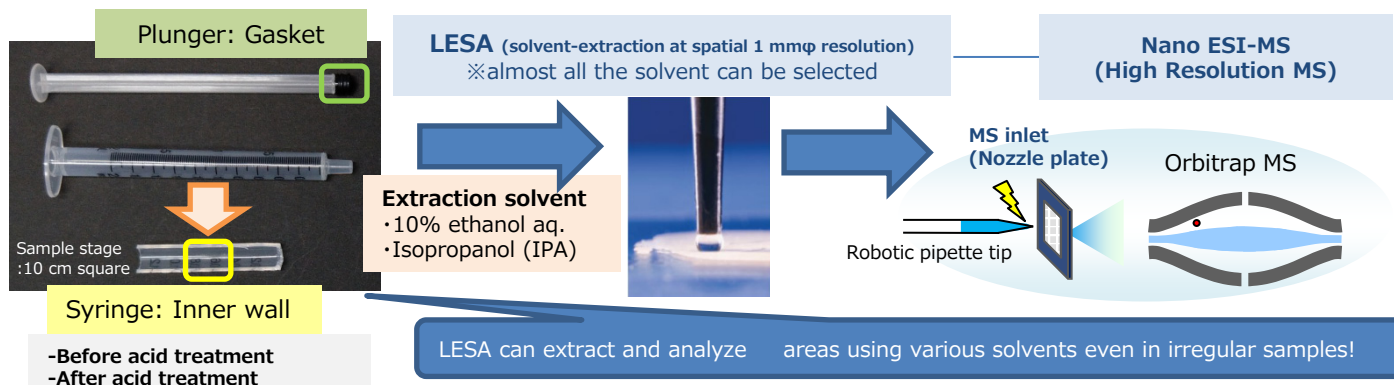 Plunger: Gasket
LESA (solvent-extraction at spatial 1 mmφ resolution)
※almost all the solvent can be selected
Nano ESI-MS
(High Resolution MS)
MS inlet
(Nozzle plate)
Orbitrap MS
Robotic pipette tip
Extraction solvent
・10% ethanol aq.
・Isopropanol (IPA)
Sample stage
:10 cm square
Syringe: Inner wall
-Before acid treatment
-After acid treatment
LESA can extract and analyze areas using various solvents even in irregular samples!